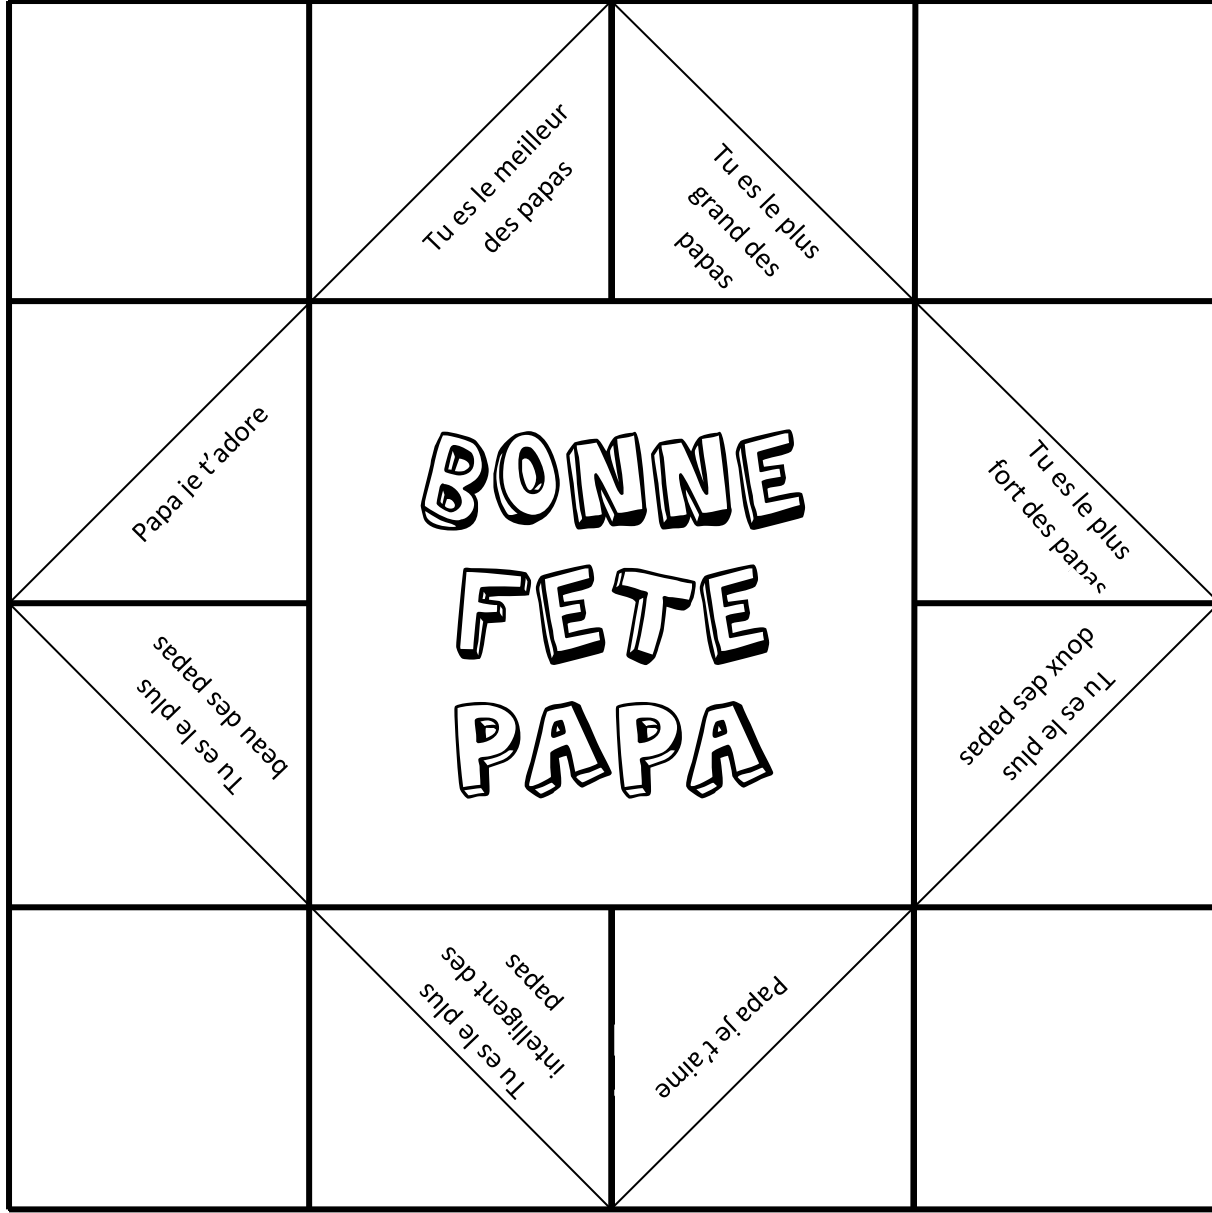 Tu es le meilleur
des papas
Tu es le plus
grand des
papas
Papa je t’adore
Tu es le plus
fort des papas
BONNE
FETE
PAPA
Tu es le plus
beau des papas
Tu es le plus
doux des papas
Tu es le plus
intelligent des
papas
Papa je t’aime